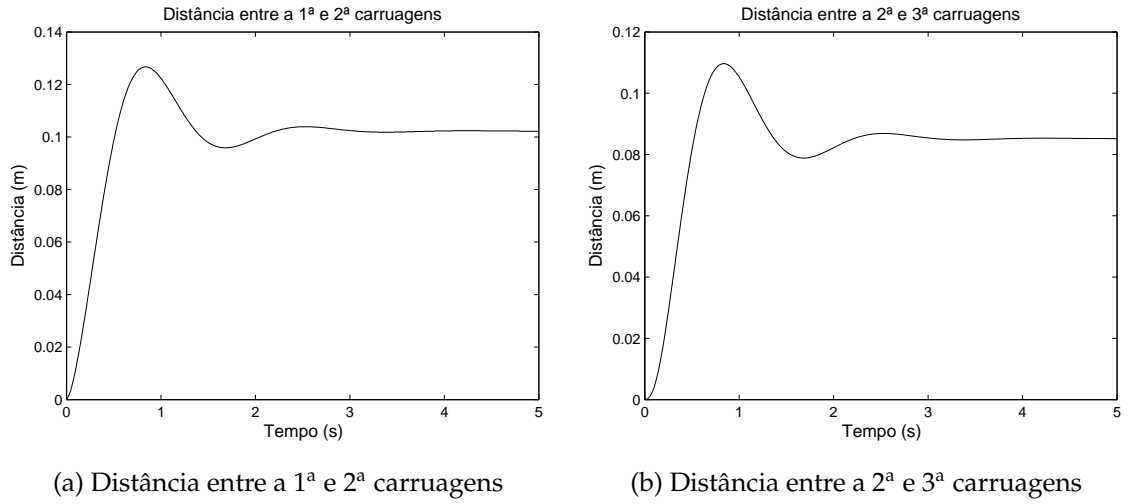 Distância entre a 1ª e 2ª carruagens
0.14
0.12
0.1
0.08
0.06
0.04
0.02
0
Distância (m)
0 1 2 3 4 5
Tempo (s)
(a) Distância entre a 1ª e 2ª carruagens
Distância entre a 2ª e 3ª carruagens
0.12
0.1
0.08
0.06
0.04
0.02
0
Distância (m)
0 1 2 3 4 5
Tempo (s)
(b) Distância entre a 2ª e 3ª carruagens